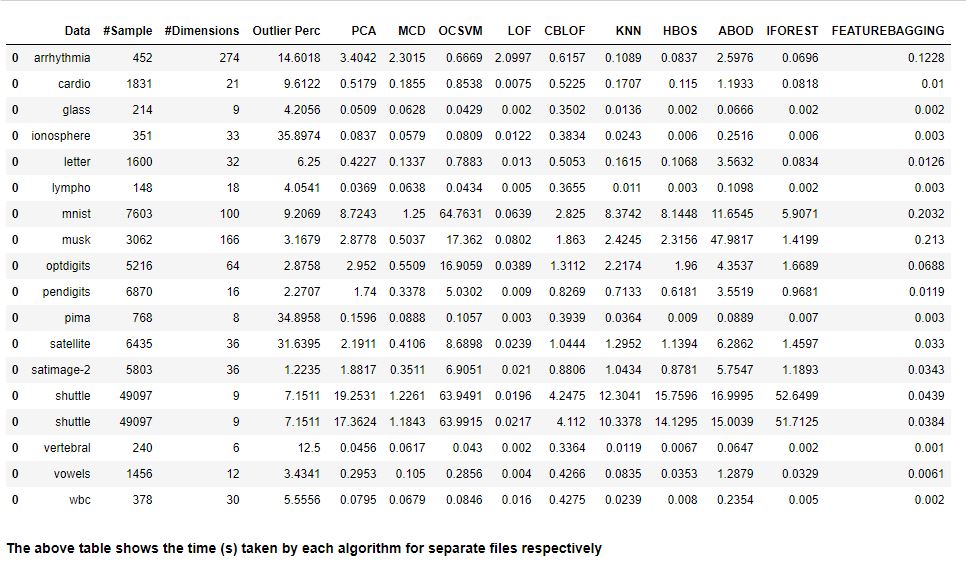 Data #Sample #Dimensions Outlier Perc PCA MCD OCSVM LOF CBLOF KNN HBOS ABOD IFOREST FEATUREBAGGING
0 arrhythmia 452 274 14.6018 3.4042 2.3015 0.6669 2.0997 0.6157 0.1089 0.0837 2.5976 0.0696 0.1228
0 cardio 1831 21 9.6122 0.5179 0.1855 0.8538 0.0075 0.5225 0.1707 0.115 1.1933 0.0818 0.01
0 glass 214 9 4.2056 0.0509 0.0628 0.0429 0.002 0.3502 0.0136 0.002 0.0666 0.002 0.002
0 ionosphere 351 33 35.8974 0.0837 0.0579 0.0809 0.0122 0.3834 0.0243 0.006 0.2516 0.006 0.003
0 letter 1600 32 6.25 0.4227 0.1337 0.7883 0.013 0.5053 0.1615 0.1068 3.5632 0.0834 0.0126
0 lympho 148 18 4.0541 0.0369 0.0638 0.0434 0.005 0.3655 0.011 0.003 0.1098 0.002 0.003
0 mnist 7603 100 9.2069 8.7243 1.25 64.7631 0.0639 2.825 8.3742 8.1448 11.6545 5.9071 0.2032
0 musk 3062 166 3.1679 2.8778 0.5037 17.362 0.0802 1.863 2.4245 2.3156 47.9817 1.4199 0.213
0 optdigits 5216 64 2.8758 2.952 0.5509 16.9059 0.0389 1.3112 2.2174 1.96 4.3537 1.6689 0.0688
0 pendigits 6870 16 2.2707 1.74 0.3378 5.0302 0.009 0.8269 0.7133 0.6181 3.5519 0.9681 0.0119
0 pima 768 8 34.8958 0.1596 0.0888 0.1057 0.003 0.3939 0.0364 0.009 0.0889 0.007 0.003
0 satellite 6435 36 31.6395 2.1911 0.4106 8.6898 0.0239 1.0444 1.2952 1.1394 6.2862 1.4597 0.033
0 satimage-2 5803 36 1.2235 1.8817 0.3511 6.9051 0.021 0.8806 1.0434 0.8781 5.7547 1.1893 0.0343
0 shuttle 49097 9 7.1511 19.2531 1.2261 63.9491 0.0196 4.2475 12.3041 15.7596 16.9995 52.6499 0.0439
0 shuttle 49097 9 7.1511 17.3624 1.1843 63.9915 0.0217 4.112 10.3378 14.1295 15.0039 51.7125 0.0384
0 vertebral 240 6 12.5 0.0456 0.0617 0.043 0.002 0.3364 0.0119 0.0067 0.0647 0.002 0.001
0 vowels 1456 12 3.4341 0.2953 0.105 0.2856 0.004 0.4266 0.0835 0.0353 1.2879 0.0329 0.0061
0 wbc 378 30 5.5556 0.0795 0.0679 0.0846 0.016 0.4275 0.0239 0.008 0.2354 0.005 0.002
The above table shows the time (s) taken by each algorithm for separate files respectively